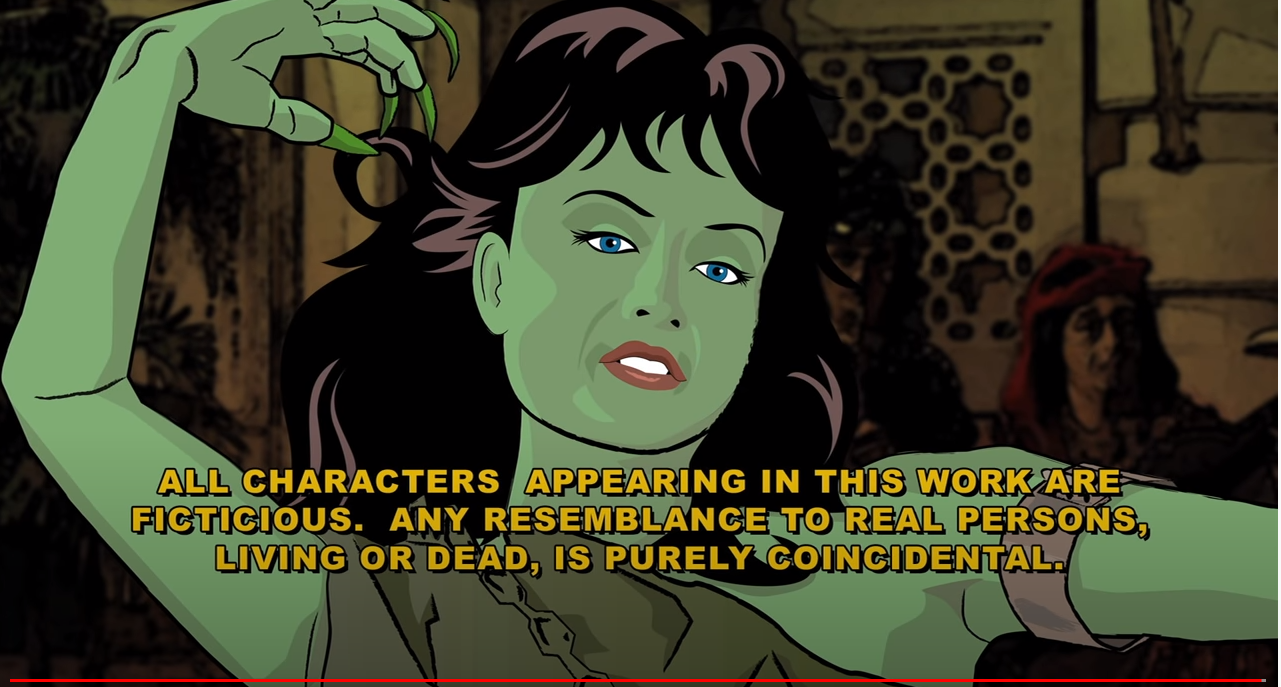 ALL CHARACTERS  APPEARING IN THIS WORK ARE
FICTICIOUS.  ANY RESEMBLANCE TO REAL PERSONS,
LIVING OR DEAD, IS PURELY COINCIDENTAL.